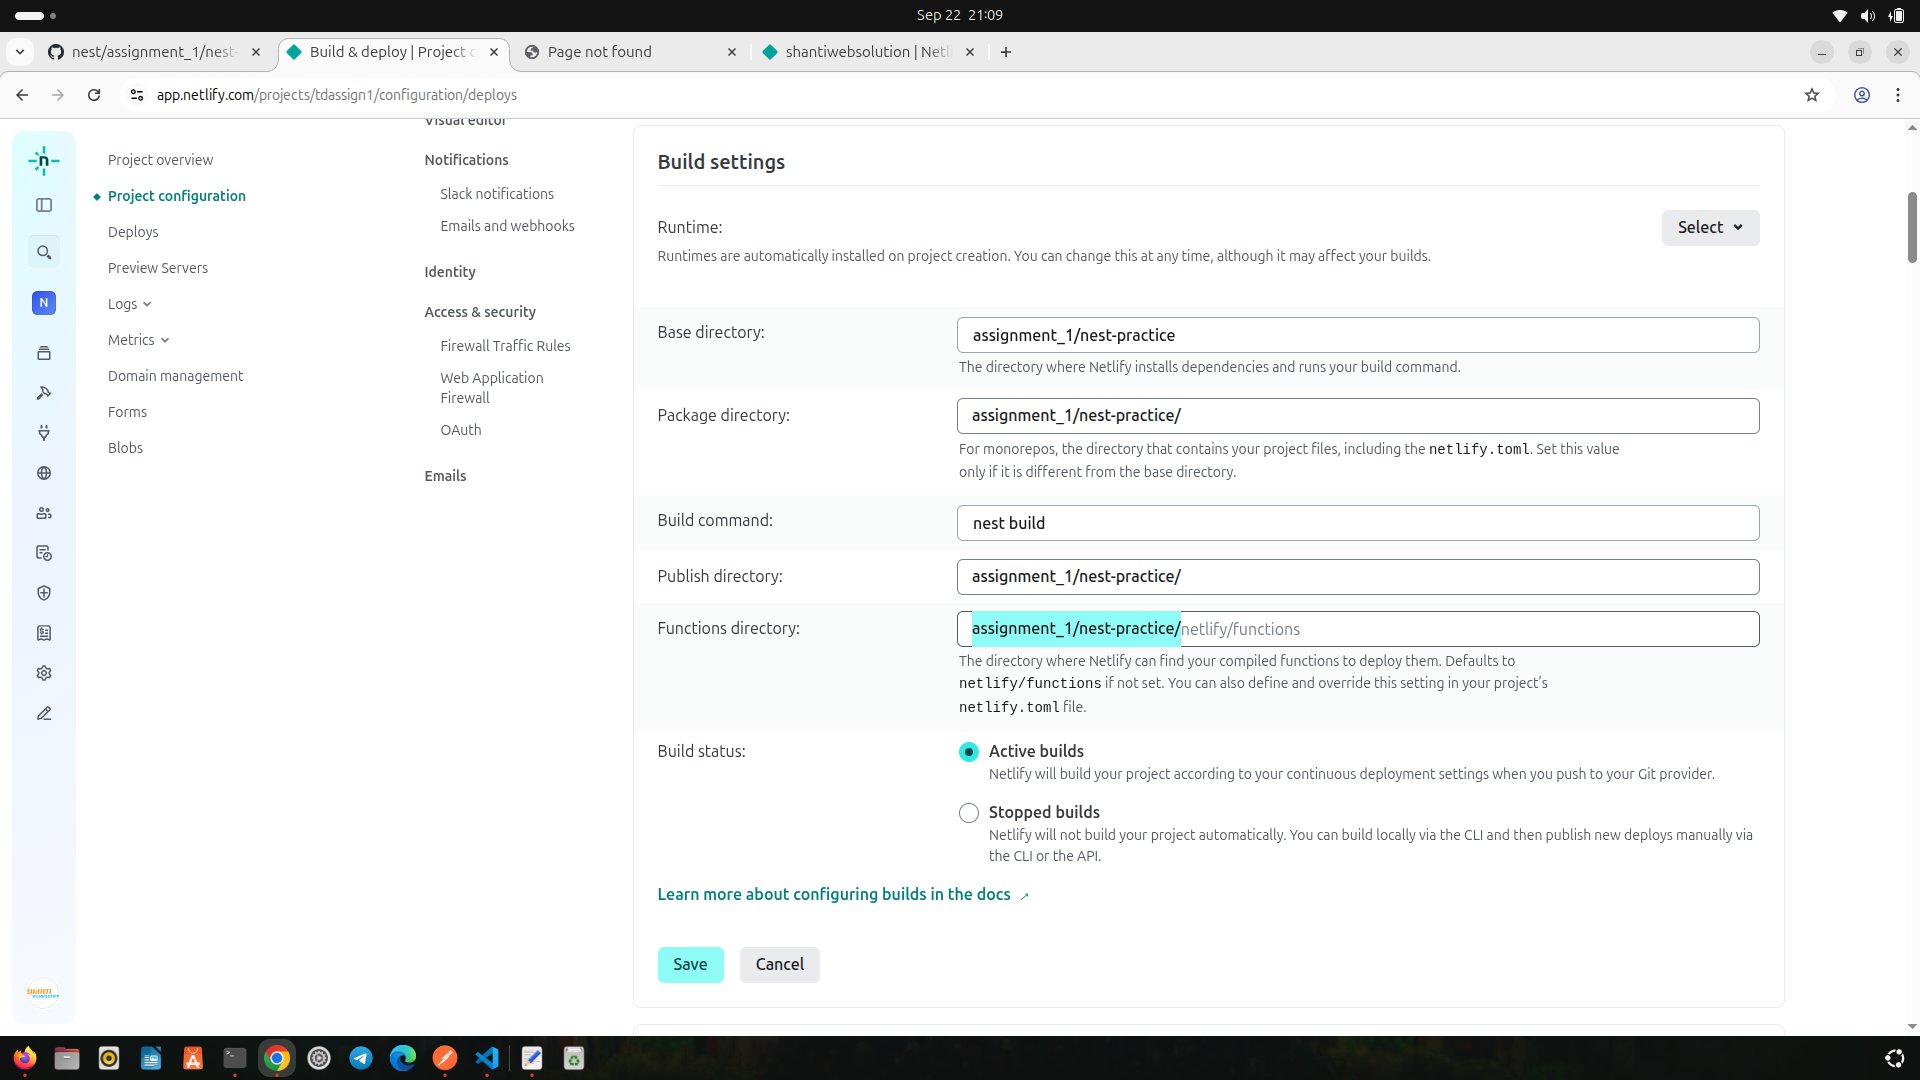 Sep 22 21:09
nest/assignment_1/nest-
Build & deploy | Project c
Page not found
shantiwebsolution | Netli
app.netlify.com/projects/tdassign1/configuration/deploys
N
Project overview
Project configuration
Deploys
Preview Servers
Logs
Metrics
Domain management
Forms
Blobs
Visual editor
Notifications
Slack notifications
Emails and webhooks
Identity
Access & security
Firewall Traffic Rules
Web Application
Firewall
OAuth
Emails
Build settings
Runtime:
Select
Runtimes are automatically installed on project creation. You can change this at any time, although it may affect your builds.
Base directory:
assignment_1/nest-practice
The directory where Netlify installs dependencies and runs your build command.
Package directory:
assignment_1/nest-practice/
For monorepos, the directory that contains your project files, including the netlify.toml. Set this value
only if it is different from the base directory.
Build command:
nest build
Publish directory:
assignment_1/nest-practice/
Functions directory:
assignment_1/nest-practice/netlify/functions
The directory where Netlify can find your compiled functions to deploy them. Defaults to
netlify/functions if not set. You can also define and override this setting in your project’s
netlify.toml file.
Build status:
Active builds
Netlify will build your project according to your continuous deployment settings when you push to your Git provider.
Stopped builds
Netlify will not build your project automatically. You can build locally via the CLI and then publish new deploys manually via
the CLI or the API.
Learn more about configuring builds in the docs
Save
Cancel